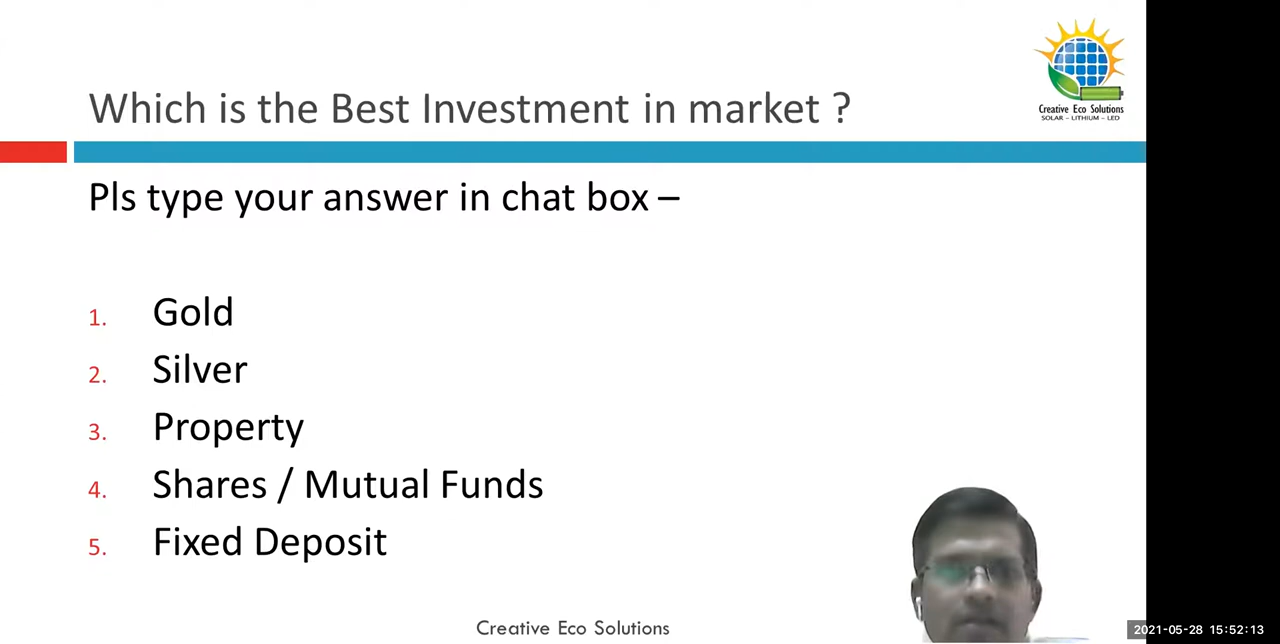 Creative Eco Solutions
SOLAR – LITHIUM – LED
Which is the Best Investment in market ?
Pls type your answer in chat box –
1. Gold
2. Silver
3. Property
4. Shares / Mutual Funds
5. Fixed Deposit
Creative Eco Solutions
2021-05-28 15:52:13